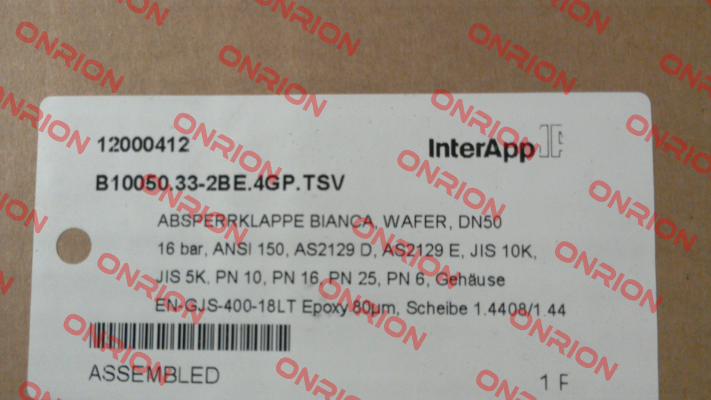 12000412
InterApp
B10050.33-2BE.4GP.TSV
ABSPERRKLAPPE BIANCA, WAFER, DN50
16 bar, ANSI 150, AS2129 D, AS2129 E, JIS 10K,
JIS 5K, PN 10, PN 16, PN 25, PN 6, Gehäuse
EN-GJS-400-18LT Epoxy 80µm, Scheibe 1.4408/1.44
ASSEMBLED
1
ONRION